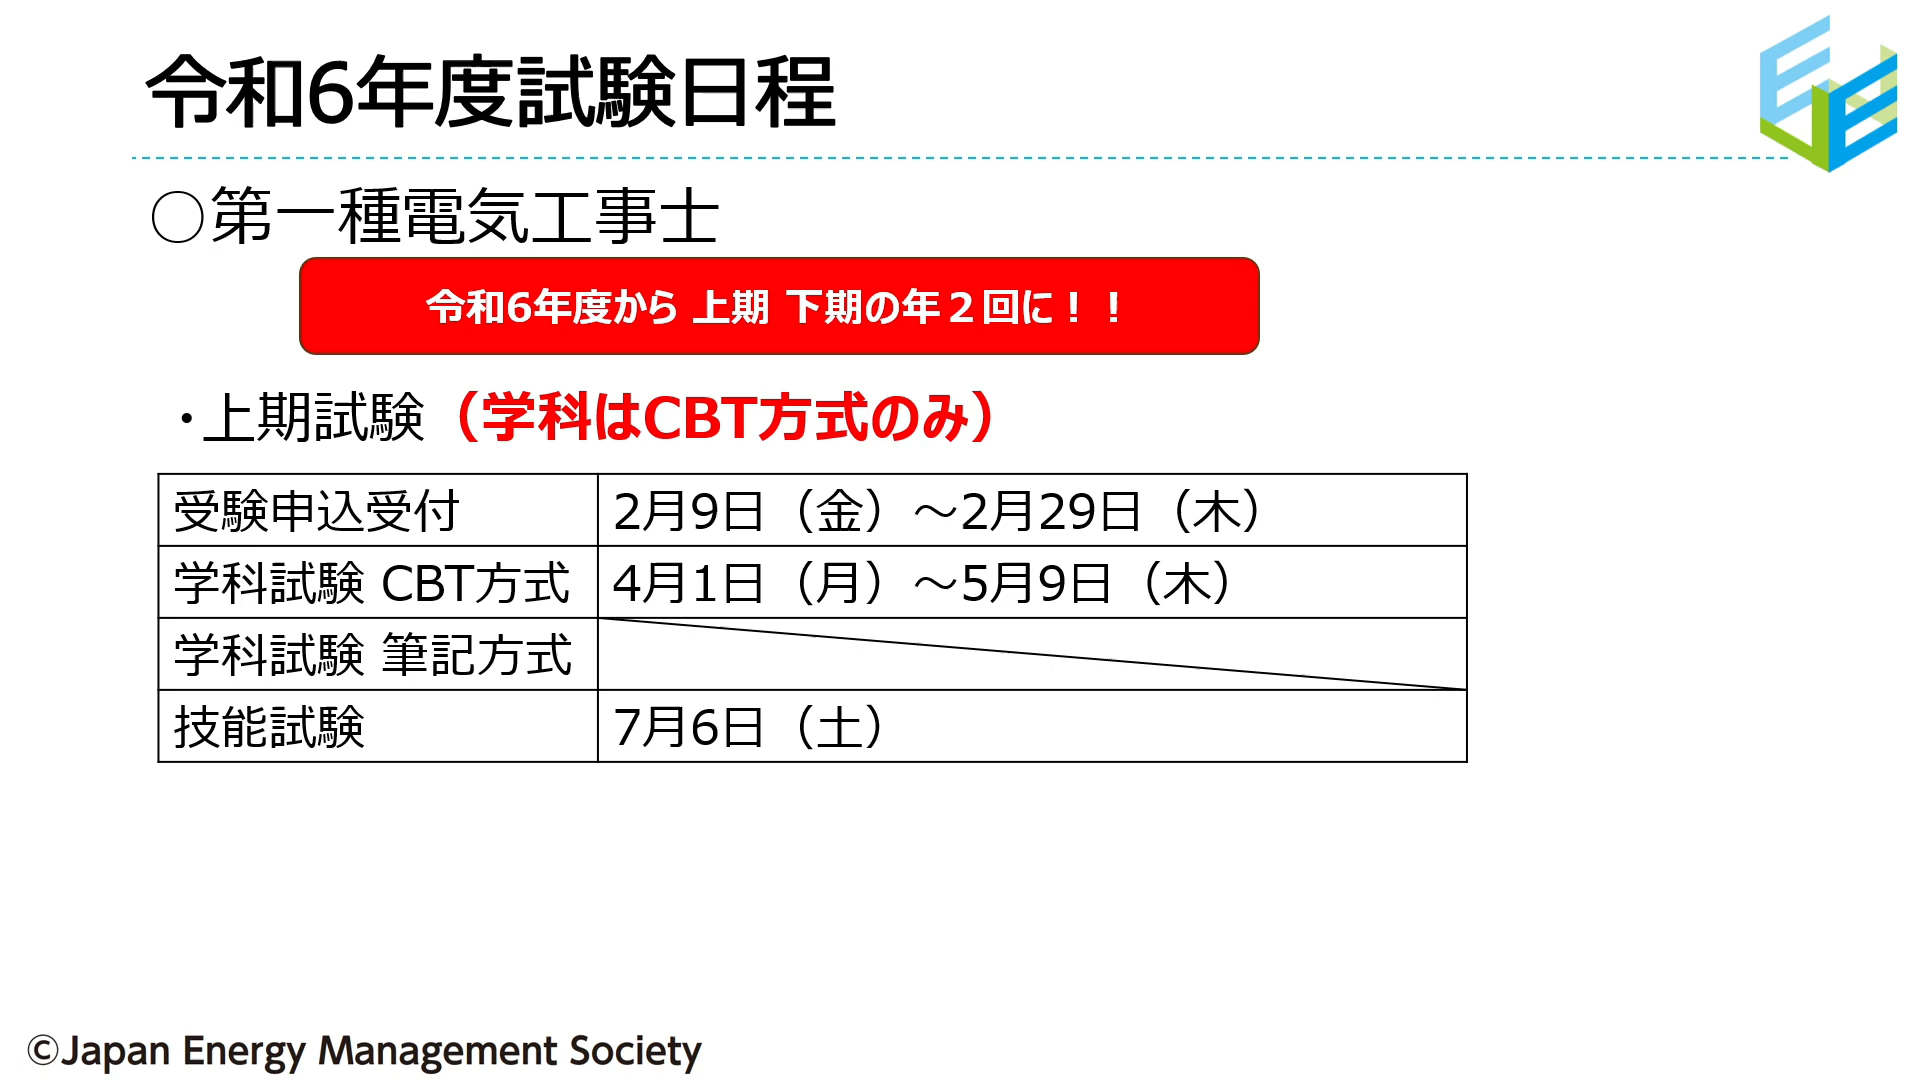 令和6年度試験日程
○第一種電気工事士
令和6年度から 上期 下期の年２回に！！
・上期試験（学科はCBT方式のみ）
受験申込受付 2月9日（金）～2月29日（木）
学科試験 CBT方式 4月1日（月）～5月9日（木）
学科試験 筆記方式
技能試験 7月6日（土）
©Japan Energy Management Society